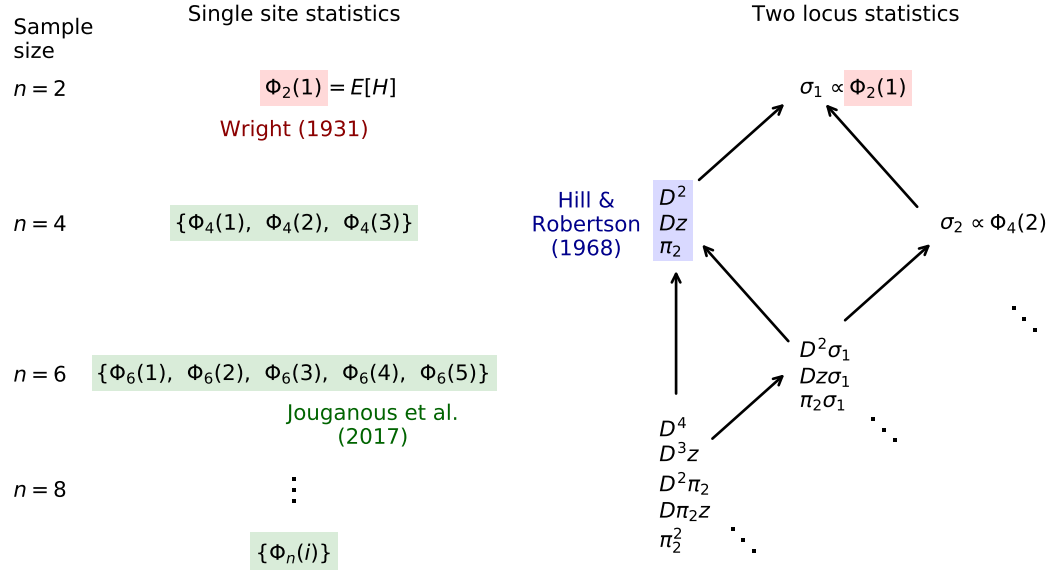 Single site statistics
Two locus statistics
Sample
size
n = 2
Φ₂(1) = E[H]
σ₁ ∝ Φ₂(1)
Wright (1931)
n = 4
{Φ₄(1), Φ₄(2), Φ₄(3)}
Hill &
Robertson
(1968)
D²
Dz
π₂
σ₂ ∝ Φ₄(2)
n = 6
{Φ₆(1), Φ₆(2), Φ₆(3), Φ₆(4), Φ₆(5)}
D²σ₁
Dzσ₁
π₂σ₁
Jouganous et al.
(2017)
n = 8
D⁴
D³z
D²π₂
Dπ₂z
π₂²
{Φₙ(i)}